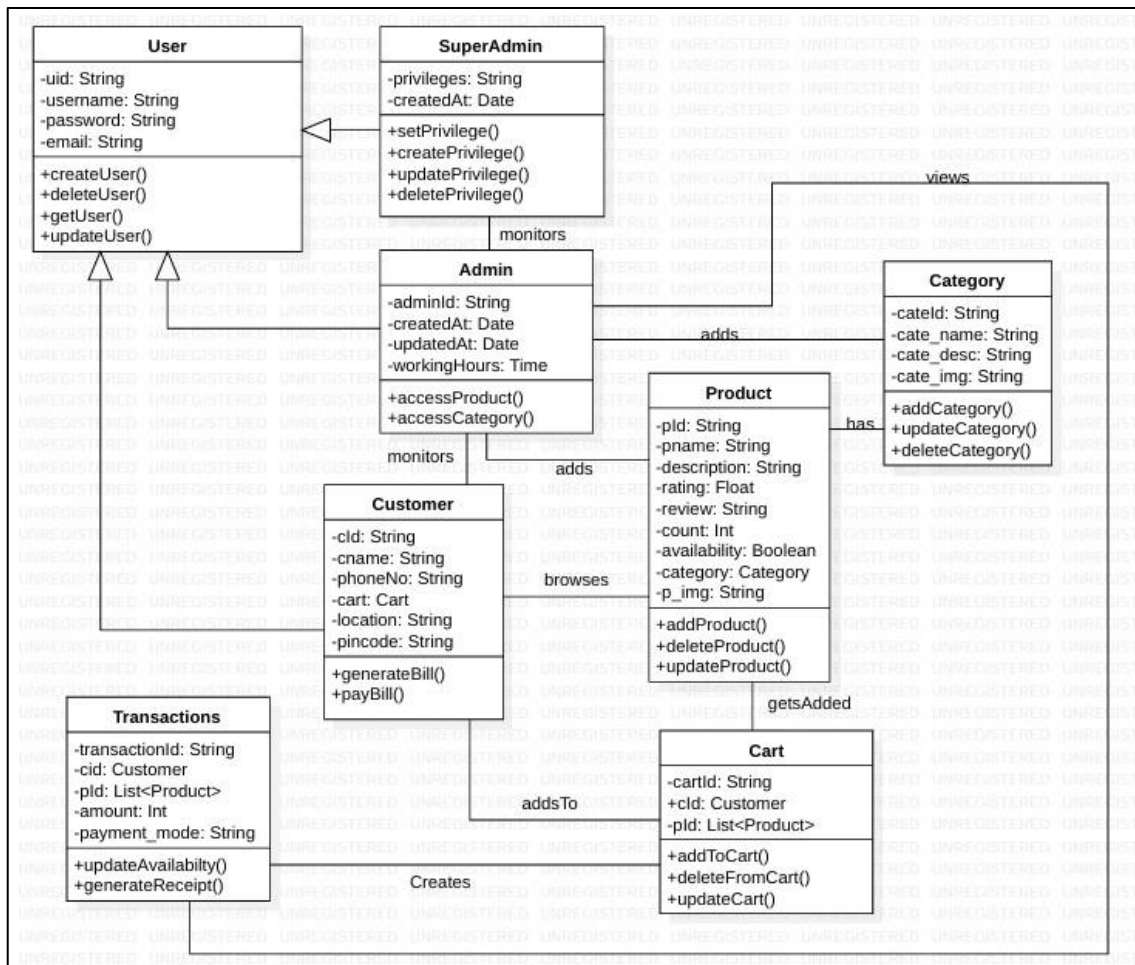 User
-uid: String
-username: String
-password: String
-email: String
+createUser()
+deleteUser()
+getUser()
+updateUser()
SuperAdmin
-privileges: String
-createdAt: Date
+setPrivilege()
+createPrivilege()
+updatePrivilege()
+deletePrivilege()
monitors
views
Admin
-adminId: String
-createdAt: Date
-updatedAt: Date
-workingHours: Time
+accessProduct()
+accessCategory()
adds
Category
-cateId: String
-cate_name: String
-cate_desc: String
-cate_img: String
+addCategory()
+updateCategory()
+deleteCategory()
has
monitors
adds
Product
-pId: String
-pname: String
-description: String
-rating: Float
-review: String
-count: Int
-availability: Boolean
-category: Category
-p_img: String
+addProduct()
+deleteProduct()
+updateProduct()
Customer
-cId: String
-cname: String
-phoneNo: String
-cart: Cart
-location: String
-pincode: String
+generateBill()
+payBill()
browses
getsAdded
Transactions
-transactionId: String
-cid: Customer
-pId: List<Product>
-amount: Int
-payment_mode: String
+updateAvailabilty()
+generateReceipt()
addsTo
Creates
Cart
-cartId: String
+cId: Customer
-pId: List<Product>
+addToCart()
+deleteFromCart()
+updateCart()
UNREGISTERED